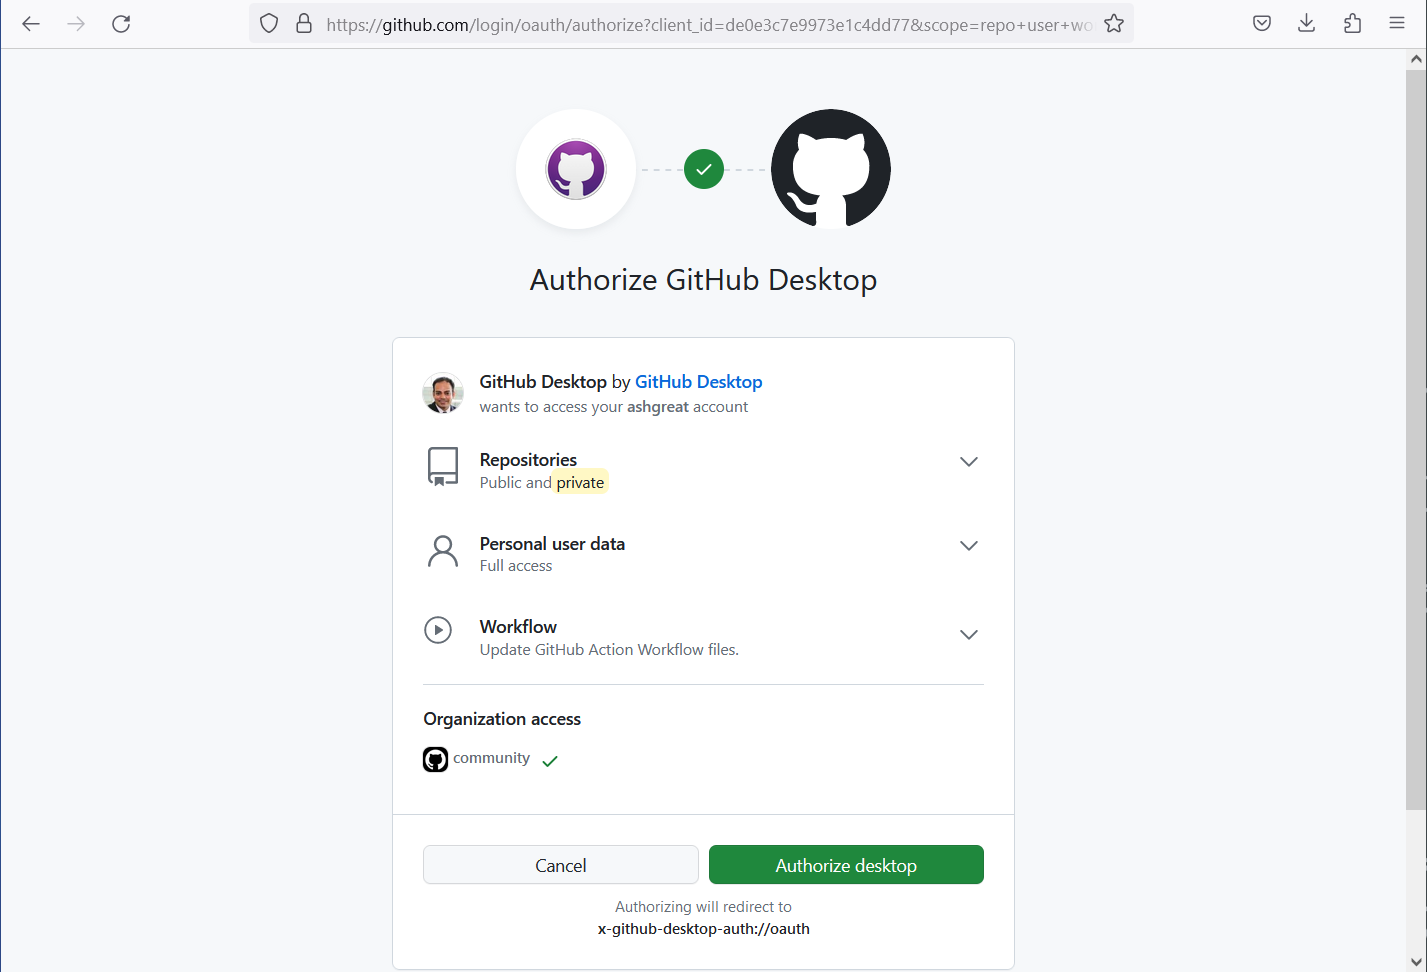 https://github.com/login/oauth/authorize?client_id=de0e3c7e9973e1c4dd77&scope=repo+user+wo
Authorize GitHub Desktop
GitHub Desktop by GitHub Desktop
wants to access your ashgreat account
Repositories
Public and private
Personal user data
Full access
Workflow
Update GitHub Action Workflow files.
Organization access
community
Cancel
Authorize desktop
Authorizing will redirect to
x-github-desktop-auth://oauth